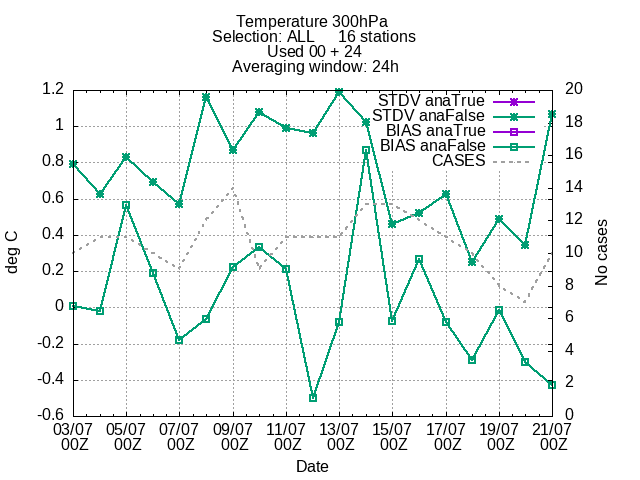 Temperature 300hPa
Selection: ALL 16 stations
Used 00 + 24
Averaging window: 24h
STDV anaTrue
STDV anaFalse
BIAS anaTrue
BIAS anaFalse
CASES
1.2
1
0.8
0.6
0.4
0.2
0
-0.2
-0.4
-0.6
deg C
20
18
16
14
12
10
8
6
4
2
0
No cases
03/07 05/07 07/07 09/07 11/07 13/07 15/07 17/07 19/07 21/07
00Z 00Z 00Z 00Z 00Z 00Z 00Z 00Z 00Z 00Z
Date